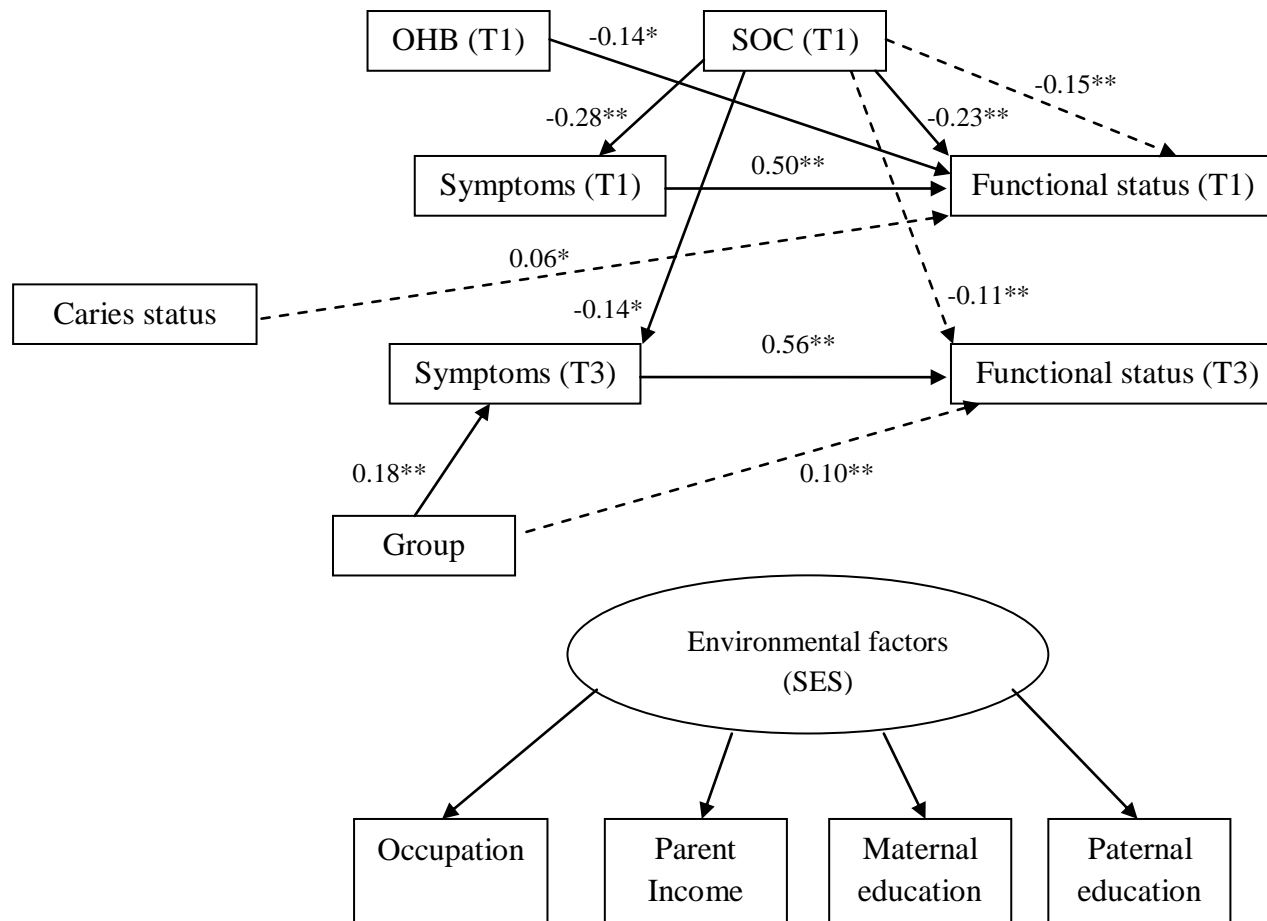 OHB (T1)
-0.14*
SOC (T1)
-0.15**
-0.28**
-0.23**
Symptoms (T1)
0.50**
Functional status (T1)
0.06*
Caries status
-0.14*
-0.11**
Symptoms (T3)
0.56**
Functional status (T3)
0.18**
0.10**
Group
Environmental factors
(SES)
Occupation
Parent
Income
Maternal
education
Paternal
education